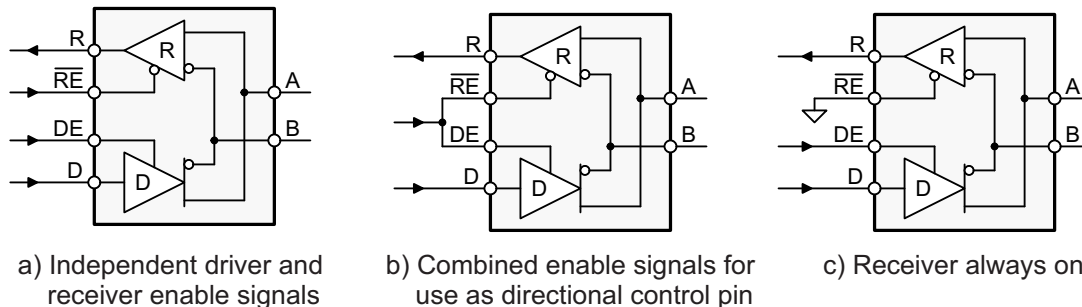 R
R
RE
A
DE
B
D
D
a) Independent driver and
receiver enable signals
R
R
RE
A
DE
B
D
D
b) Combined enable signals for
use as directional control pin
R
R
RE
A
DE
B
D
D
c) Receiver always on